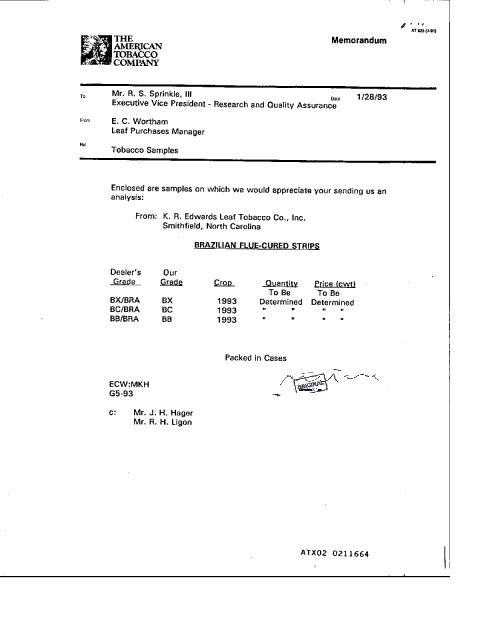 AT 825 (1-91)
Memorandum
THE
AMERICAN
TOBACCO
COMPANY
To Mr. R. S. Sprinkle, III
Executive Vice President - Research and Quality Assurance
Date 1/28/93
From E. C. Wortham
Leaf Purchases Manager
Re: Tobacco Samples
Enclosed are samples on which we would appreciate your sending us an
analysis:
From: K. R. Edwards Leaf Tobacco Co., Inc.
Smithfield, North Carolina
BRAZILIAN FLUE-CURED STRIPS
Dealer's Our
Grade Grade Crop Quantity Price (cwt)
To Be To Be
BX/BRA BX 1993 Determined Determined
BC/BRA BC 1993 " " " "
BB/BRA BB 1993 " " " "
Packed in Cases
ORIGINAL
ECW:MKH
G5-93
c: Mr. J. H. Hager
Mr. R. H. Ligon
ATX02 0211664